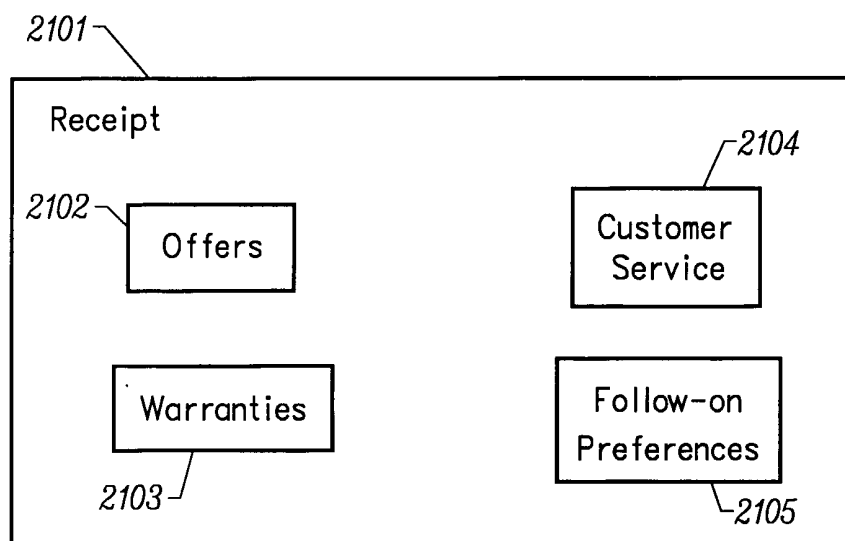 2101
Receipt
2102
Offers
2104
Customer
Service
Warranties
2103
Follow-on
Preferences
2105